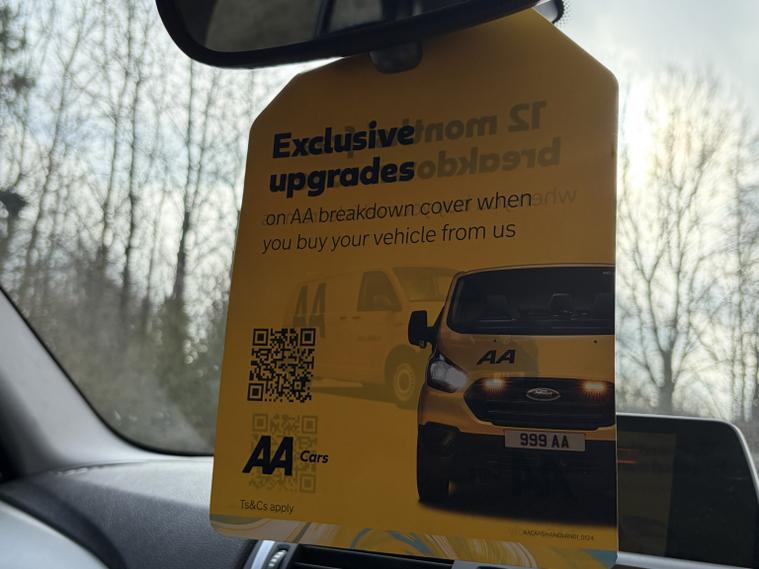 Exclusive
upgrades
on AA breakdown cover when
you buy your vehicle from us
AA
999 AA
AA Cars
Ts&Cs apply